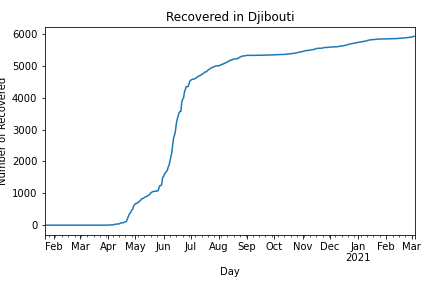 Recovered in Djibouti
Number of Recovered
6000
5000
4000
3000
2000
1000
0
Feb Mar Apr May Jun Jul Aug Sep Oct Nov Dec Jan Feb Mar
2021
Day